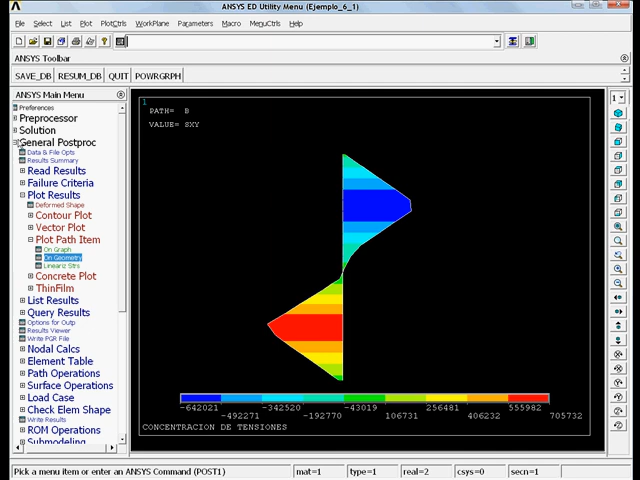 ANSYS ED Utility Menu (Ejemplo_6_1)
File Select List Plot PlotCtrls WorkPlane Parameters Macro MenuCtrls Help
ANSYS Toolbar
SAVE_DB RESUM_DB QUIT POWRGRPH
ANSYS Main Menu
Preferences
Preprocessor
Solution
General Postproc
Data & File Opts
Results Summary
Read Results
Failure Criteria
Plot Results
Deformed Shape
Contour Plot
Vector Plot
Plot Path Item
On Graph
On Geometry
Lineariz Strs
Concrete Plot
ThinFilm
List Results
Query Results
Options for Outp
Results Viewer
Write PGR File
Nodal Calcs
Element Table
Path Operations
Surface Operations
Load Case
Check Elem Shape
Write Results
ROM Operations
Submodeling
1
PATH= B
VALUE= SXY
-642021 -342520 -43019 256481 555982
-492271 -192770 106731 406232 705732
CONCENTRACION DE TENSIONES
1
Pick a menu item or enter an ANSYS Command (POST1) mat=1 type=1 real=2 csys=0 secn=1